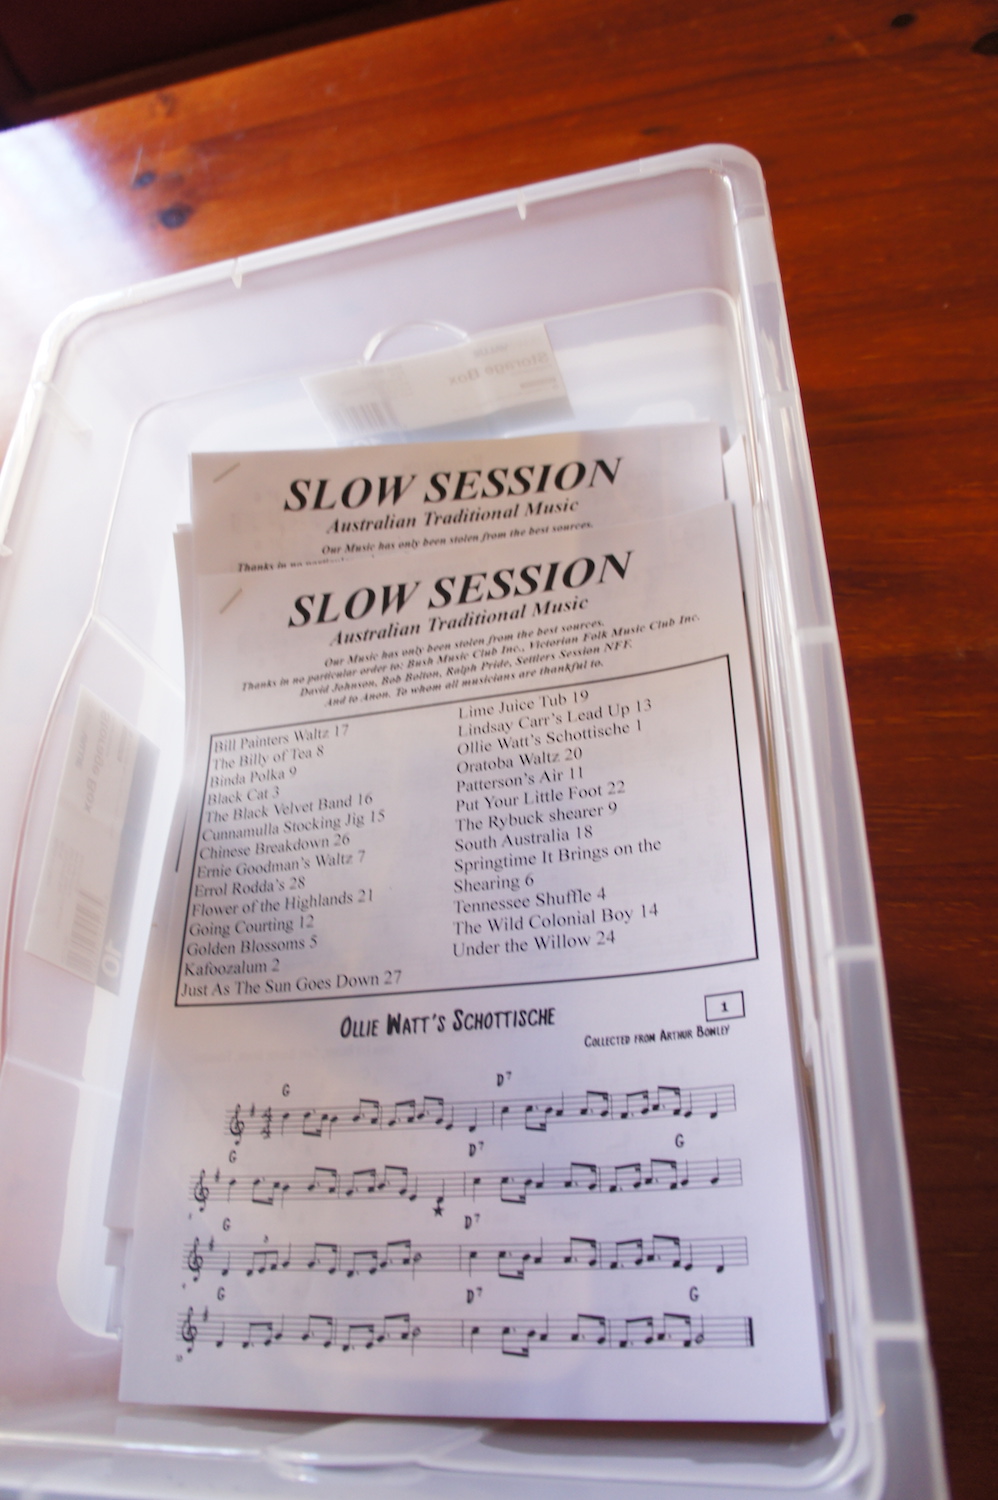 Storage Box
SLOW SESSION
Australian Traditional Music
Our Music has only been stolen from the best sources.
Thanks in no
SLOW SESSION
Australian Traditional Music
Our Music has only been stolen from the best sources.
Thanks in no particular order to: Bush Music Club Inc., Victorian Folk Music Club Inc.
David Johnson, Bob Bolton, Ralph Pride, Settlers Session NFF.
And to Anon. To whom all musicians are thankful to.
Bill Painters Waltz 17
The Billy of Tea 8
Binda Polka 9
Black Cat 3
The Black Velvet Band 16
Cunnamulla Stocking Jig 15
Chinese Breakdown 26
Ernie Goodman's Waltz 7
Errol Rodda's 28
Flower of the Highlands 21
Going Courting 12
Golden Blossoms 5
Kafoozalum 2
Just As The Sun Goes Down 27
Lime Juice Tub 19
Lindsay Carr's Lead Up 13
Ollie Watt's Schottische 1
Oratoba Waltz 20
Patterson's Air 11
Put Your Little Foot 22
The Rybuck shearer 9
South Australia 18
Springtime It Brings on the
Shearing 6
Tennessee Shuffle 4
The Wild Colonial Boy 14
Under the Willow 24
OLLIE WATT'S SCHOTTISCHE
1
COLLECTED FROM ARTHUR BOWLEY
G D7
G D7 G
G D7
3
G D7 G